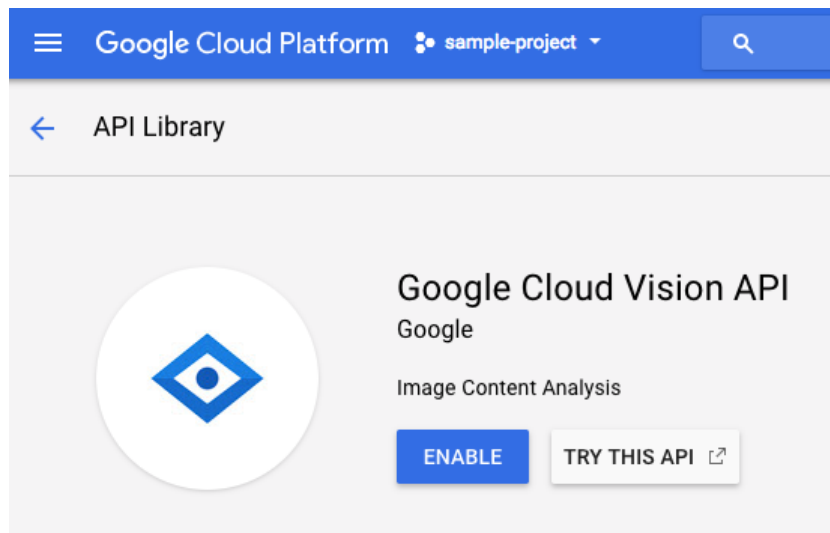 Google Cloud Platform sample-project
API Library
Google Cloud Vision API
Google
Image Content Analysis
ENABLE TRY THIS API